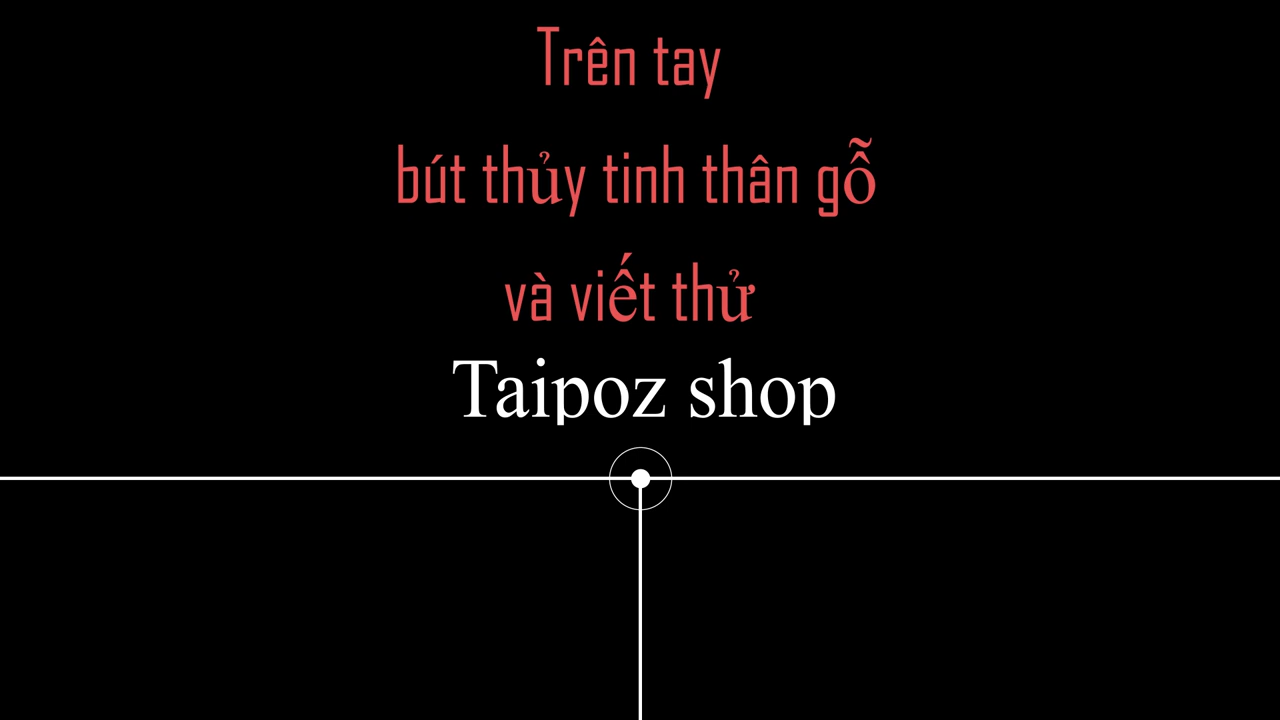 Trên tay
bút thủy tinh thân gỗ
và viết thử
Taipoz shop